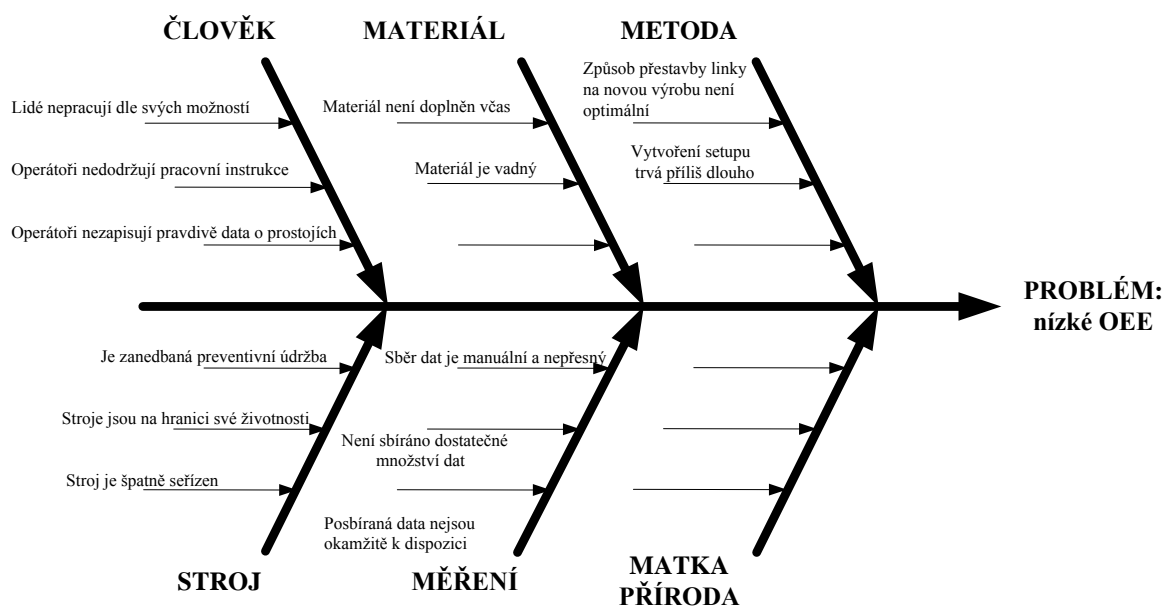 ČLOVĚK
MATERIÁL
METODA
Způsob přestavby linky
na novou výrobu není
optimální
Lidé nepracují dle svých možností
Materiál není doplněn včas
Vytvoření setupu
trvá příliš dlouho
Operátoři nedodržují pracovní instrukce
Materiál je vadný
Operátoři nezapisují pravdivě data o prostojích
PROBLÉM:
nízké OEE
Je zanedbaná preventivní údržba
Sběr dat je manuální a nepřesný
Stroje jsou na hranici své životnosti
Není sbíráno dostatečné
množství dat
Stroj je špatně seřízen
Posbíraná data nejsou
okamžitě k dispozici
STROJ
MĚŘENÍ
MATKA
PŘÍRODA